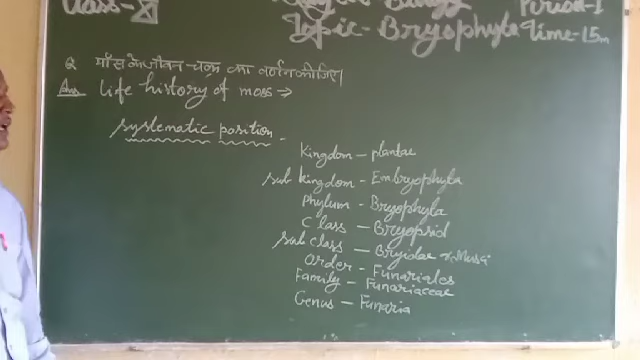 Class-XI Period-I
Topic-Bryophyta Time-15m
Q मॉस के जीवन-चक्र का वर्णन कीजिए।
Ans Life history of moss →
systematic position -
Kingdom - plantae
sub kingdom - Embryophyta
Phylum - Bryophyta
Class - Bryopsid
sub class - Bryidae
order - Funariales
Family - Funariaceae
Genus - Funaria